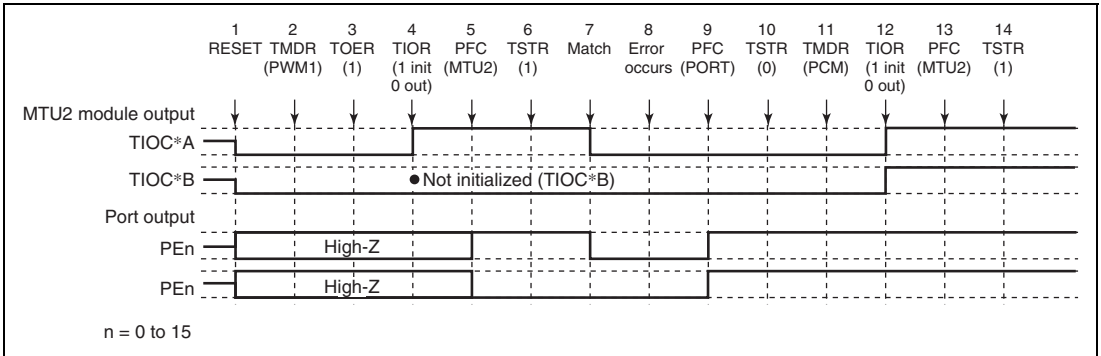 1 2 3 4 5 6 7 8 9 10 11 12 13 14
RESET TMDR TOER TIOR PFC TSTR Match Error PFC TSTR TMDR TIOR PFC TSTR
(PWM1) (1) (1 init (MTU2) (1) occurs (PORT) (0) (PCM) (1 init (MTU2) (1)
0 out) 0 out)
MTU2 module output
TIOC*A
TIOC*B
Not initialized (TIOC*B)
Port output
PEn
High-Z
PEn
High-Z
n = 0 to 15